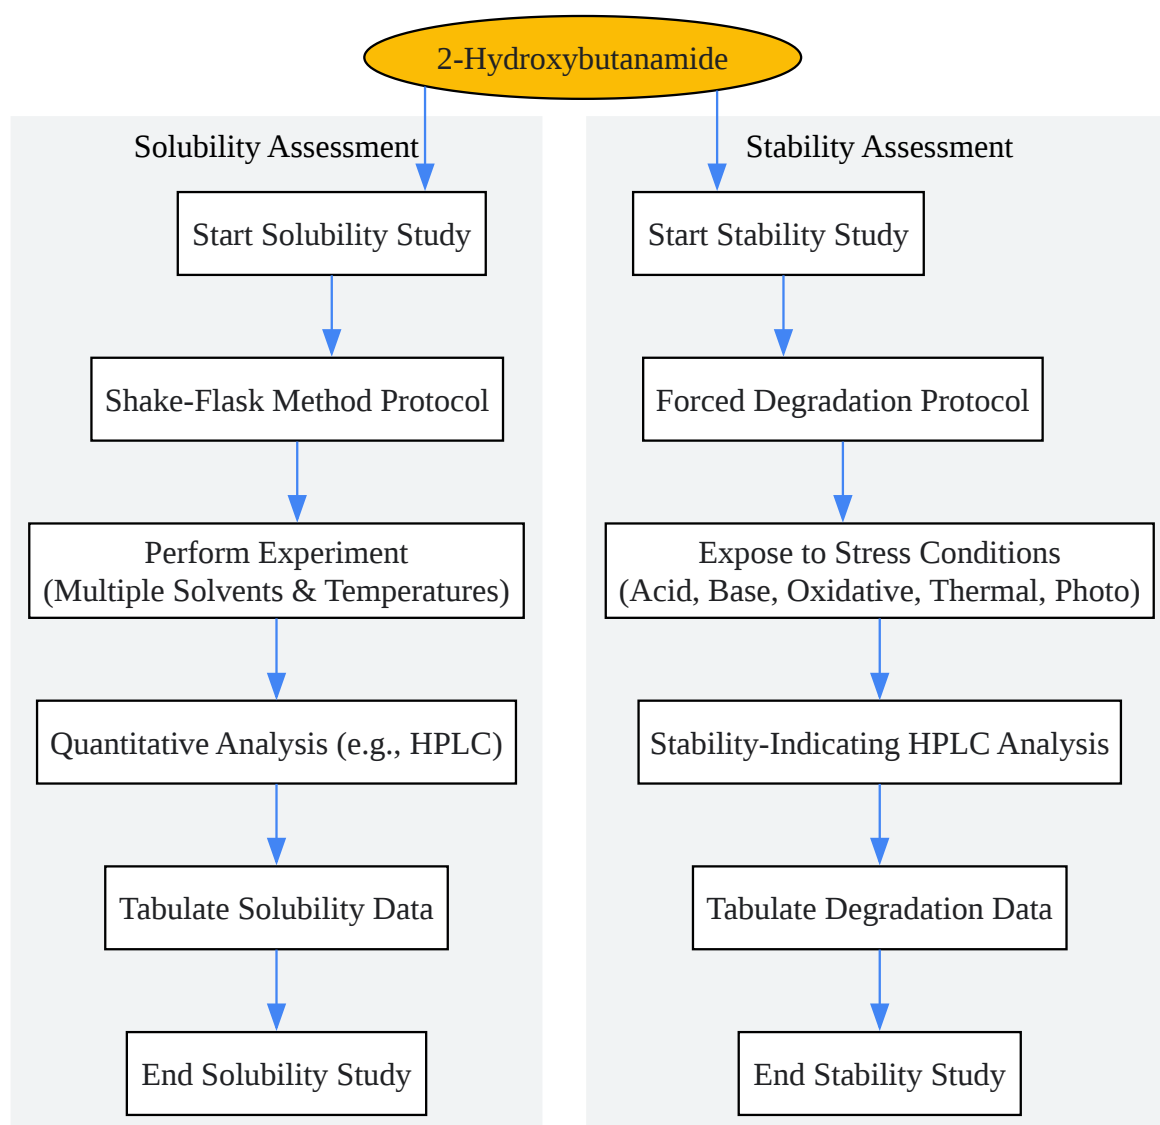 2-Hydroxybutanamide
Solubility Assessment
Start Solubility Study
Shake-Flask Method Protocol
Perform Experiment
(Multiple Solvents & Temperatures)
Quantitative Analysis (e.g., HPLC)
Tabulate Solubility Data
End Solubility Study
Stability Assessment
Start Stability Study
Forced Degradation Protocol
Expose to Stress Conditions
(Acid, Base, Oxidative, Thermal, Photo)
Stability-Indicating HPLC Analysis
Tabulate Degradation Data
End Stability Study